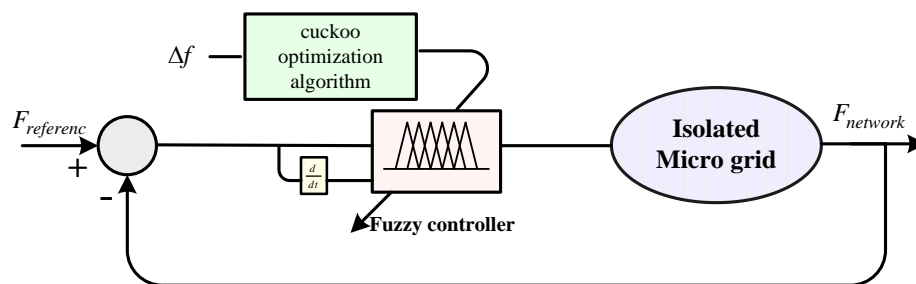 cuckoo
optimization
algorithm
Δf
F_referenc
+
-
d/dt
Fuzzy controller
Isolated
Micro grid
F_network